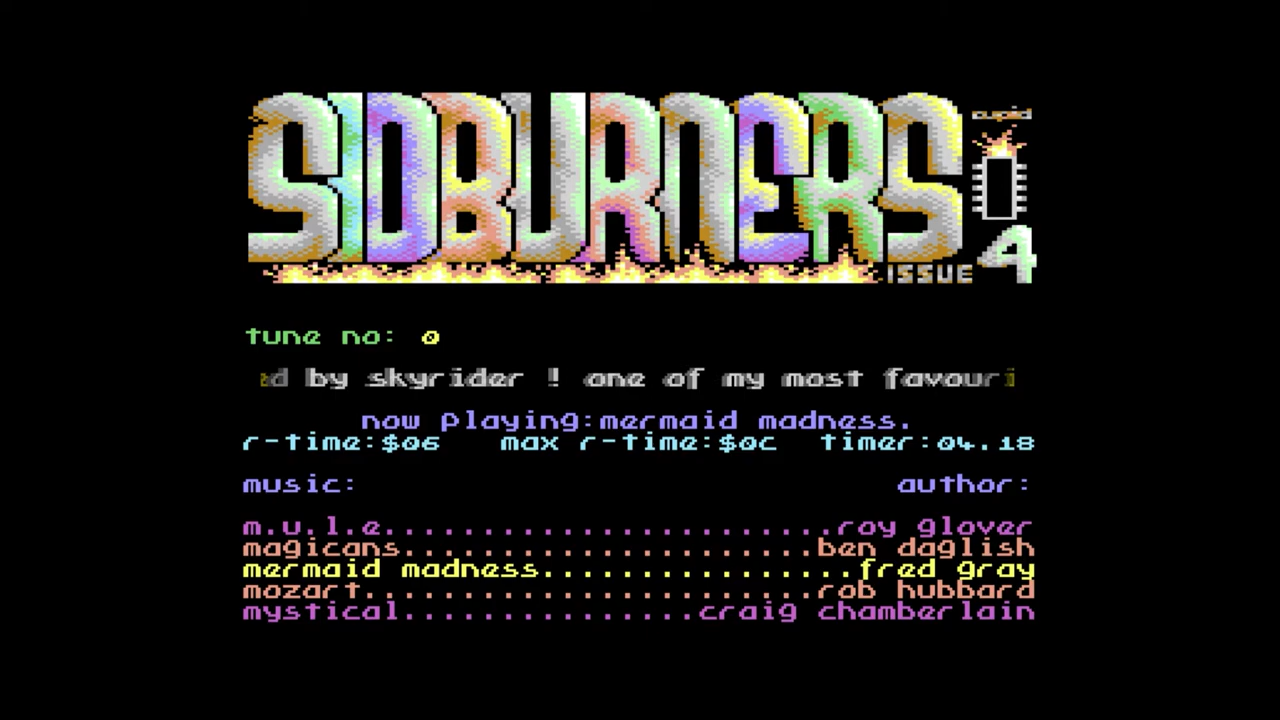 SIDBURNERS
cupid
ISSUE 4
tune no: 0
ed by skyrider ! one of my most favouri
now playing:mermaid madness.
r-time:$06 max r-time:$0C timer:04.18
music: author:
m.u.l.e.......................roy glover
magicans.....................ben daglish
mermaid madness................fred gray
mozart.......................rob hubbard
mystical...............craig chamberlain